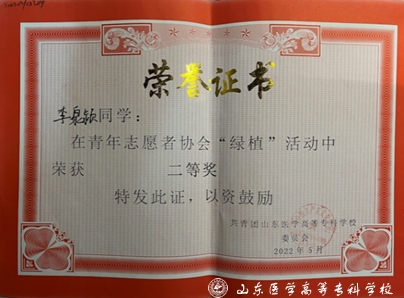 荣誉证书
李泉颖同学：
在青年志愿者协会“绿植”活动中
荣获 二等奖
特发此证，以资鼓励
共青团山东医学高等专科学校
委员会
2022年5月
山东医学高等专科学校